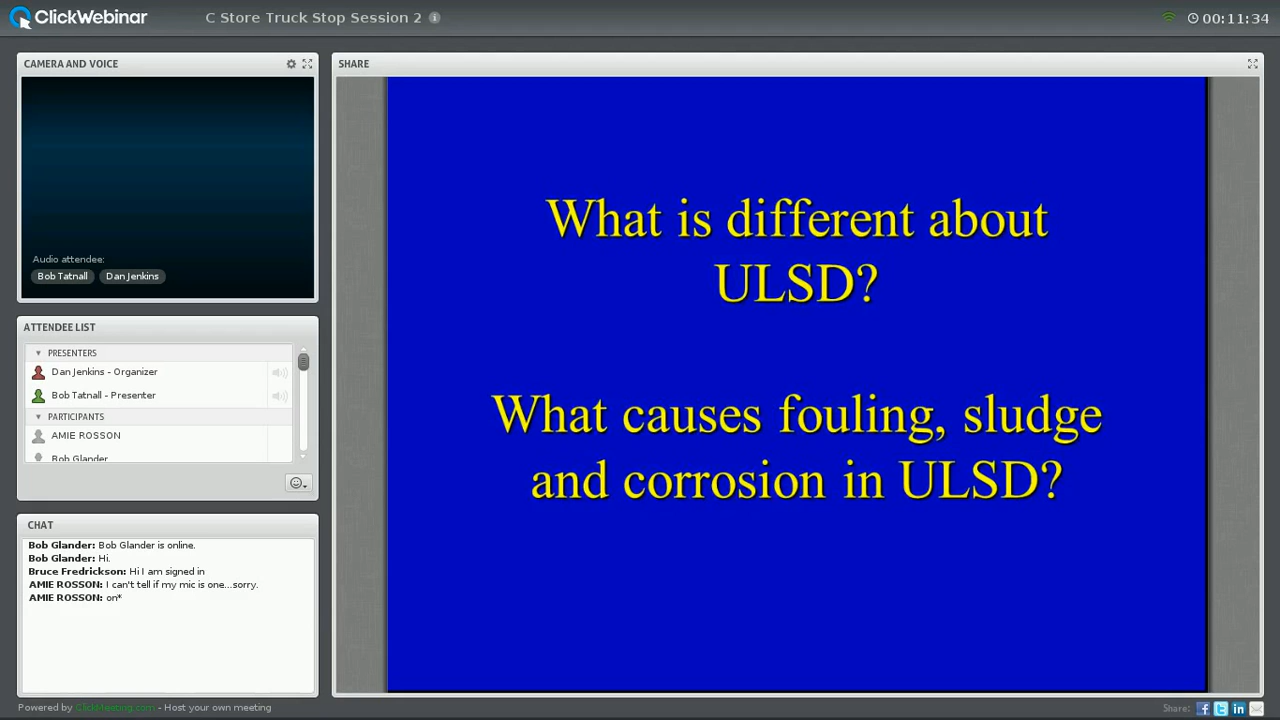 ClickWebinar
C Store Truck Stop Session 2
00:11:34
CAMERA AND VOICE
Audio attendee:
Bob Tatnall Dan Jenkins
ATTENDEE LIST
PRESENTERS
Dan Jenkins - Organizer
Bob Tatnall - Presenter
PARTICIPANTS
AMIE ROSSON
Bob Glander
CHAT
Bob Glander: Bob Glander is online.
Bob Glander: Hi.
Bruce Fredrickson: Hi I am signed in
AMIE ROSSON: I can't tell if my mic is one...sorry.
AMIE ROSSON: on*
SHARE
What is different about
ULSD?
What causes fouling, sludge
and corrosion in ULSD?
Powered by ClickMeeting.com - Host your own meeting
Share: